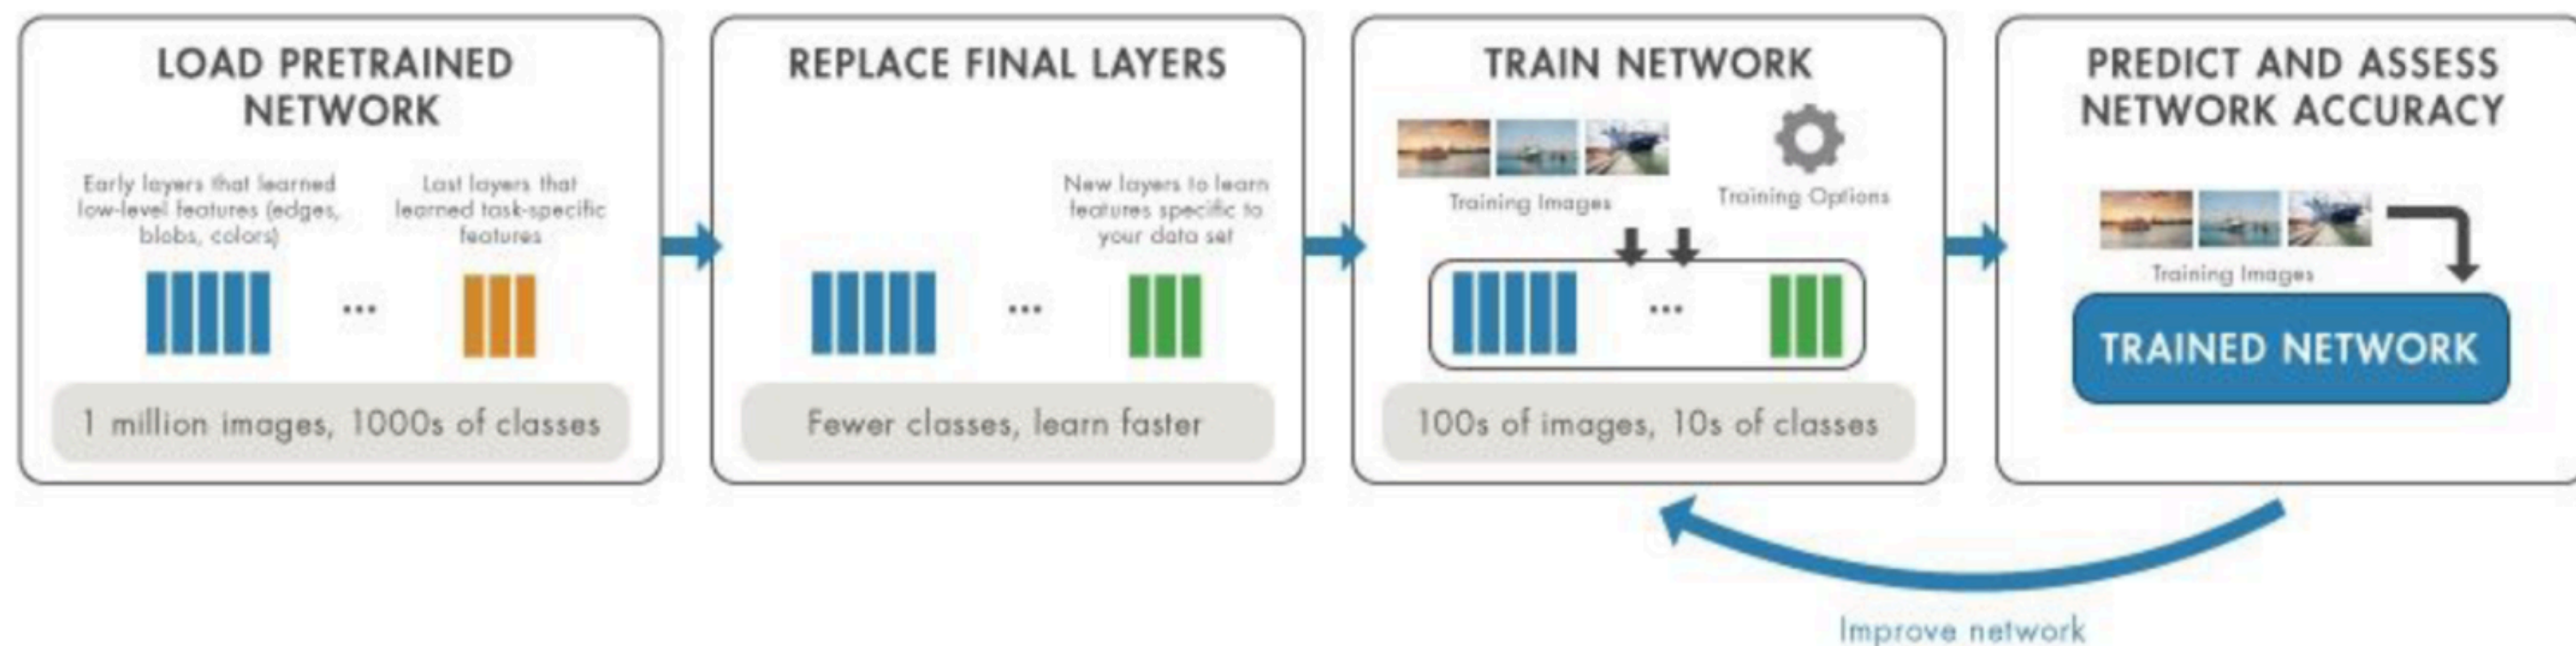 LOAD PRETRAINED
NETWORK
Early layers that learned
low-level features (edges,
blobs, colors)
Last layers that
learned task-specific
features
...
1 million images, 1000s of classes
REPLACE FINAL LAYERS
New layers to learn
features specific to
your data set
...
Fewer classes, learn faster
TRAIN NETWORK
Training Images
Training Options
...
100s of images, 10s of classes
PREDICT AND ASSESS
NETWORK ACCURACY
Training Images
TRAINED NETWORK
Improve network